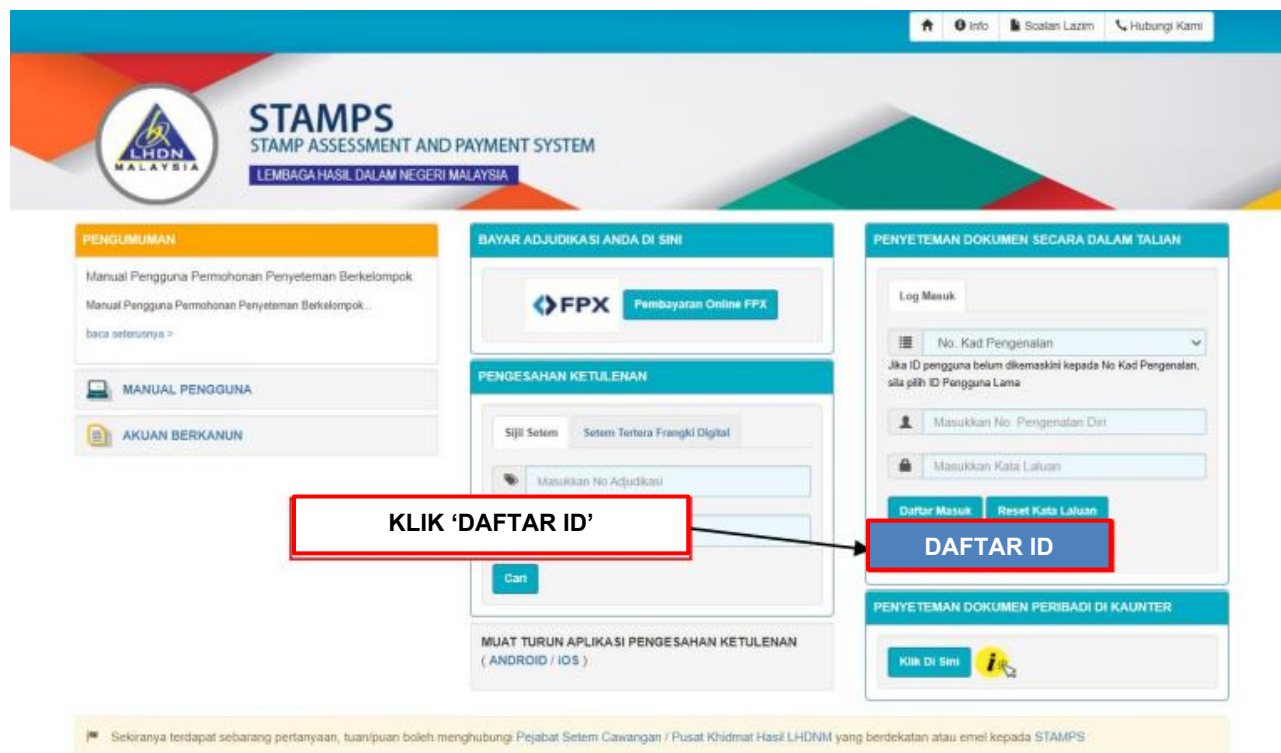 Info
Soalan Lazim
Hubungi Kami
LHDN
MALAYSIA
STAMPS
STAMP ASSESSMENT AND PAYMENT SYSTEM
LEMBAGA HASIL DALAM NEGERI MALAYSIA
PENGUMUMAN
Manual Pengguna Permohonan Penyeteman Berkelompok
Manual Pengguna Permohonan Penyeteman Berkelompok...
baca seterusnya >
MANUAL PENGGUNA
AKUAN BERKANUN
BAYAR ADJUDIKASI ANDA DI SINI
FPX
Pembayaran Online FPX
PENGESAHAN KETULENAN
Sijil Setem
Setem Tertera Frangki Digital
Masukkan No Adjudikasi
KLIK ‘DAFTAR ID’
Cari
MUAT TURUN APLIKASI PENGESAHAN KETULENAN
( ANDROID / IOS )
PENYETEMAN DOKUMEN SECARA DALAM TALIAN
Log Masuk
No. Kad Pengenalan
Jika ID pengguna belum dikemaskini kepada No Kad Pengenalan,
sila pilih ID Pengguna Lama
Masukkan No. Pengenalan Diri
Masukkan Kata Laluan
Daftar Masuk
Reset Kata Laluan
DAFTAR ID
PENYETEMAN DOKUMEN PERIBADI DI KAUNTER
Klik Di Sini
Sekiranya terdapat sebarang pertanyaan, tuan/puan boleh menghubungi Pejabat Setem Cawangan / Pusat Khidmat Hasil LHDNM yang berdekatan atau emel kepada STAMPS